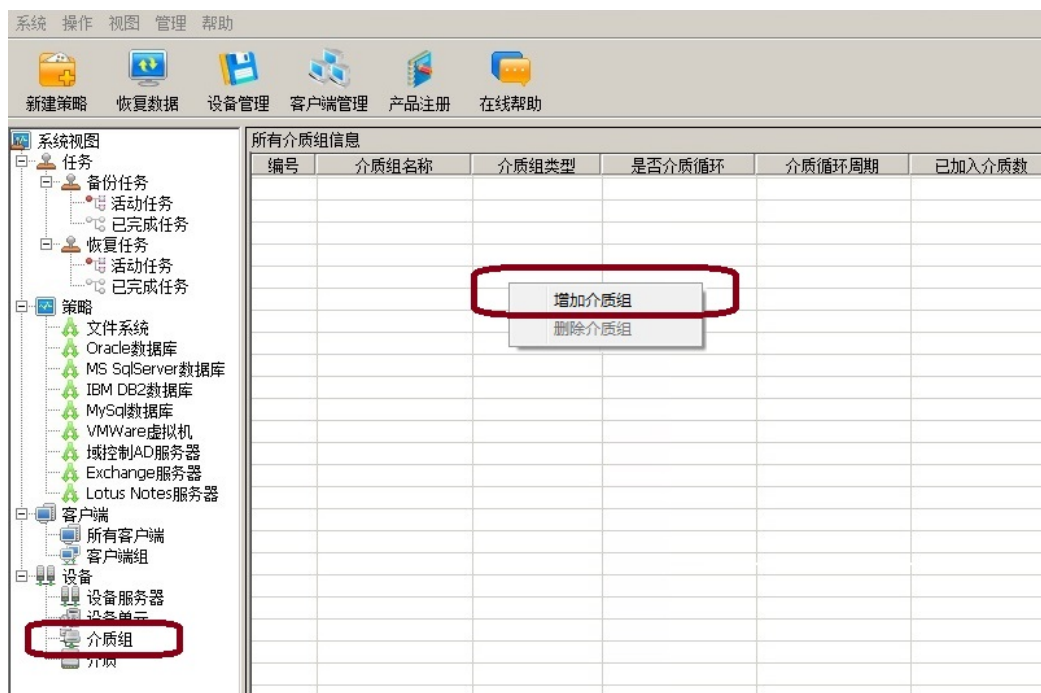 系统 操作 视图 管理 帮助
新建策略 恢复数据 设备管理 客户端管理 产品注册 在线帮助
系统视图
任务
备份任务
活动任务
已完成任务
恢复任务
活动任务
已完成任务
策略
文件系统
Oracle数据库
MS SqlServer数据库
IBM DB2数据库
MySql数据库
VMWare虚拟机
域控制AD服务器
Exchange服务器
Lotus Notes服务器
客户端
所有客户端
客户端组
设备
设备服务器
设备单元
介质组
介质
所有介质组信息
编号 介质组名称 介质组类型 是否介质循环 介质循环周期 已加入介质数
增加介质组
删除介质组